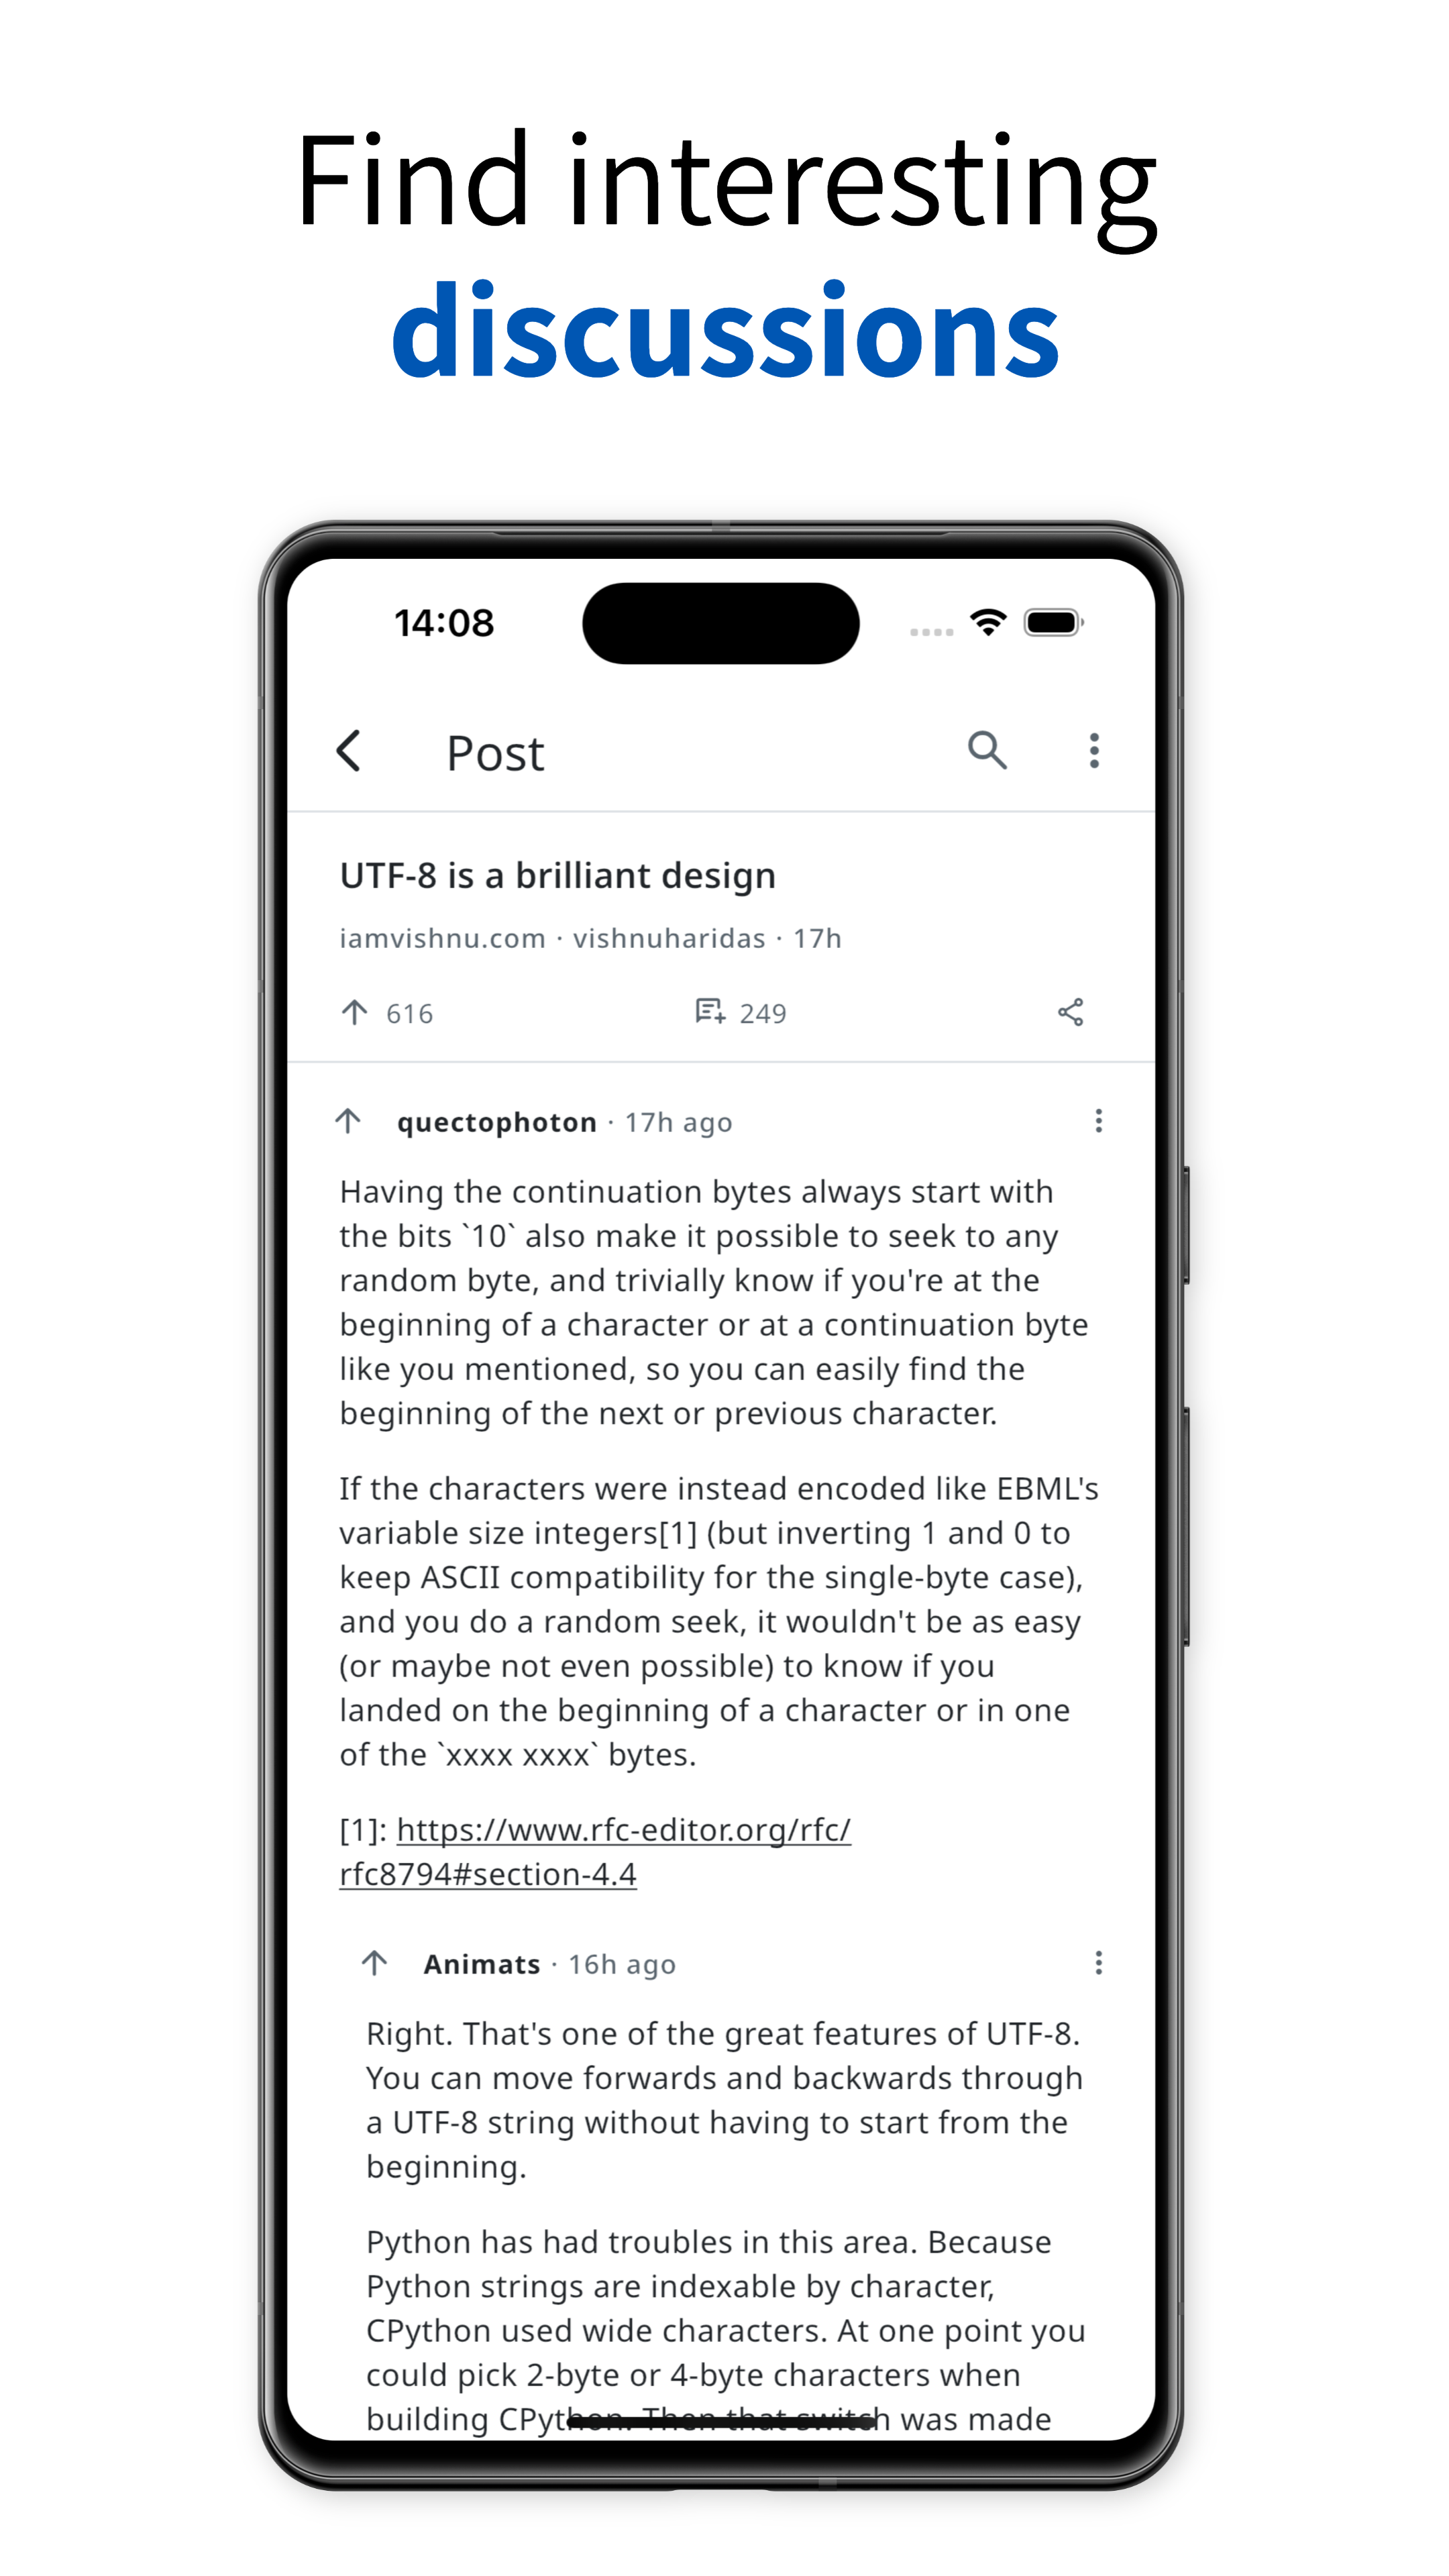 Find interesting
discussions
14:08
Post
UTF-8 is a brilliant design
iamvishnu.com · vishnuharidas · 17h
616
249
quectophoton · 17h ago
Having the continuation bytes always start with
the bits `10` also make it possible to seek to any
random byte, and trivially know if you're at the
beginning of a character or at a continuation byte
like you mentioned, so you can easily find the
beginning of the next or previous character.
If the characters were instead encoded like EBML's
variable size integers[1] (but inverting 1 and 0 to
keep ASCII compatibility for the single-byte case),
and you do a random seek, it wouldn't be as easy
(or maybe not even possible) to know if you
landed on the beginning of a character or in one
of the `xxxx xxxx` bytes.
[1]: https://www.rfc-editor.org/rfc/
rfc8794#section-4.4
Animats · 16h ago
Right. That's one of the great features of UTF-8.
You can move forwards and backwards through
a UTF-8 string without having to start from the
beginning.
Python has had troubles in this area. Because
Python strings are indexable by character,
CPython used wide characters. At one point you
could pick 2-byte or 4-byte characters when
building CPython. Then that switch was made